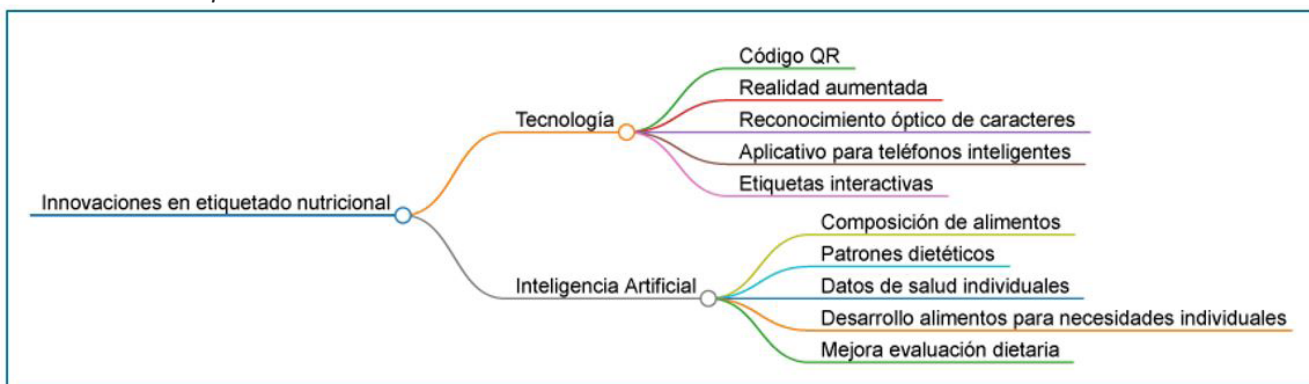 Código QR
Realidad aumentada
Tecnología
Reconocimiento óptico de caracteres
Aplicativo para teléfonos inteligentes
Etiquetas interactivas
Innovaciones en etiquetado nutricional
Composición de alimentos
Patrones dietéticos
Inteligencia Artificial
Datos de salud individuales
Desarrollo alimentos para necesidades individuales
Mejora evaluación dietaria